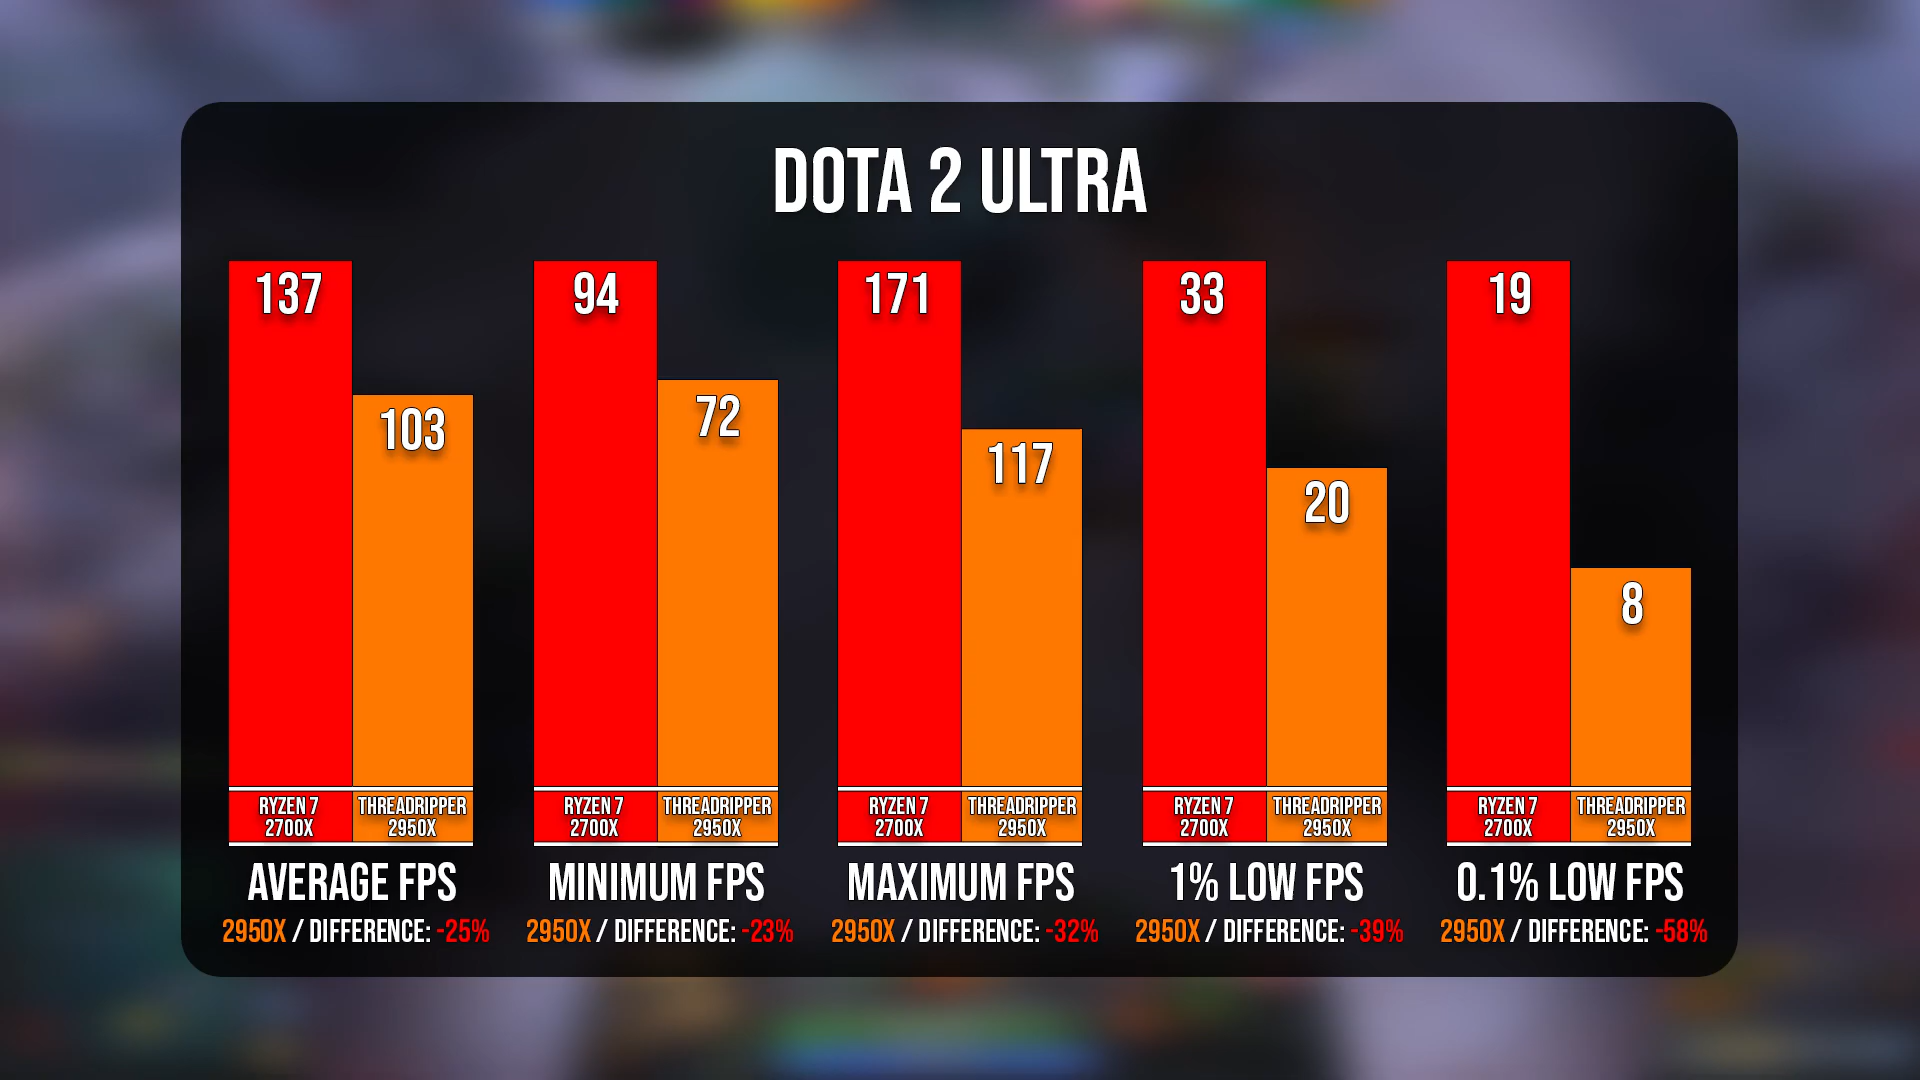 DOTA 2 ULTRA
137
103
94
72
171
117
33
20
19
8
RYZEN 7
2700X
THREADRIPPER
2950X
RYZEN 7
2700X
THREADRIPPER
2950X
RYZEN 7
2700X
THREADRIPPER
2950X
RYZEN 7
2700X
THREADRIPPER
2950X
RYZEN 7
2700X
THREADRIPPER
2950X
AVERAGE FPS
2950X / DIFFERENCE: -25%
MINIMUM FPS
2950X / DIFFERENCE: -23%
MAXIMUM FPS
2950X / DIFFERENCE: -32%
1% LOW FPS
2950X / DIFFERENCE: -39%
0.1% LOW FPS
2950X / DIFFERENCE: -58%